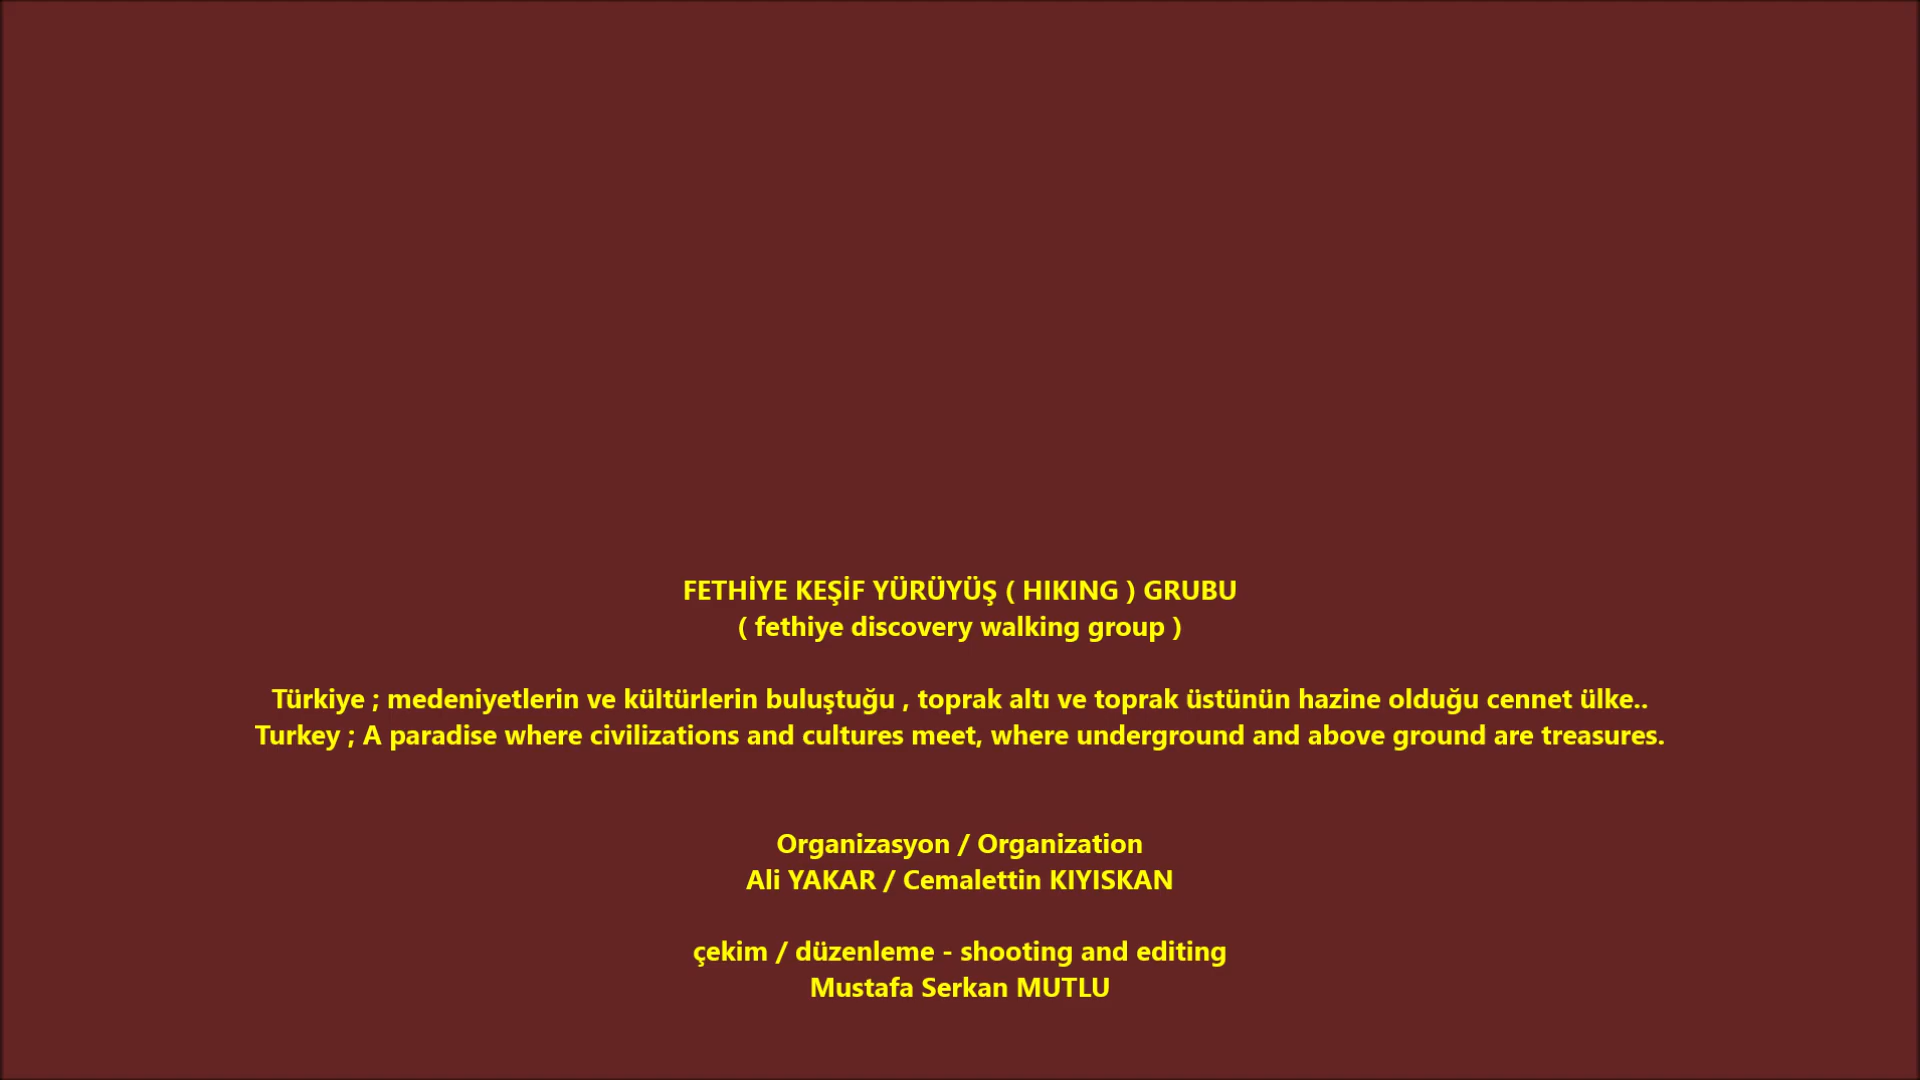 FETHİYE KEŞİF YÜRÜYÜŞ ( HIKING ) GRUBU
( fethiye discovery walking group )
Türkiye ; medeniyetlerin ve kültürlerin buluştuğu , toprak altı ve toprak üstünün hazine olduğu cennet ülke..
Turkey ; A paradise where civilizations and cultures meet, where underground and above ground are treasures.
Organizasyon / Organization
Ali YAKAR / Cemalettin KIYISKAN
çekim / düzenleme - shooting and editing
Mustafa Serkan MUTLU